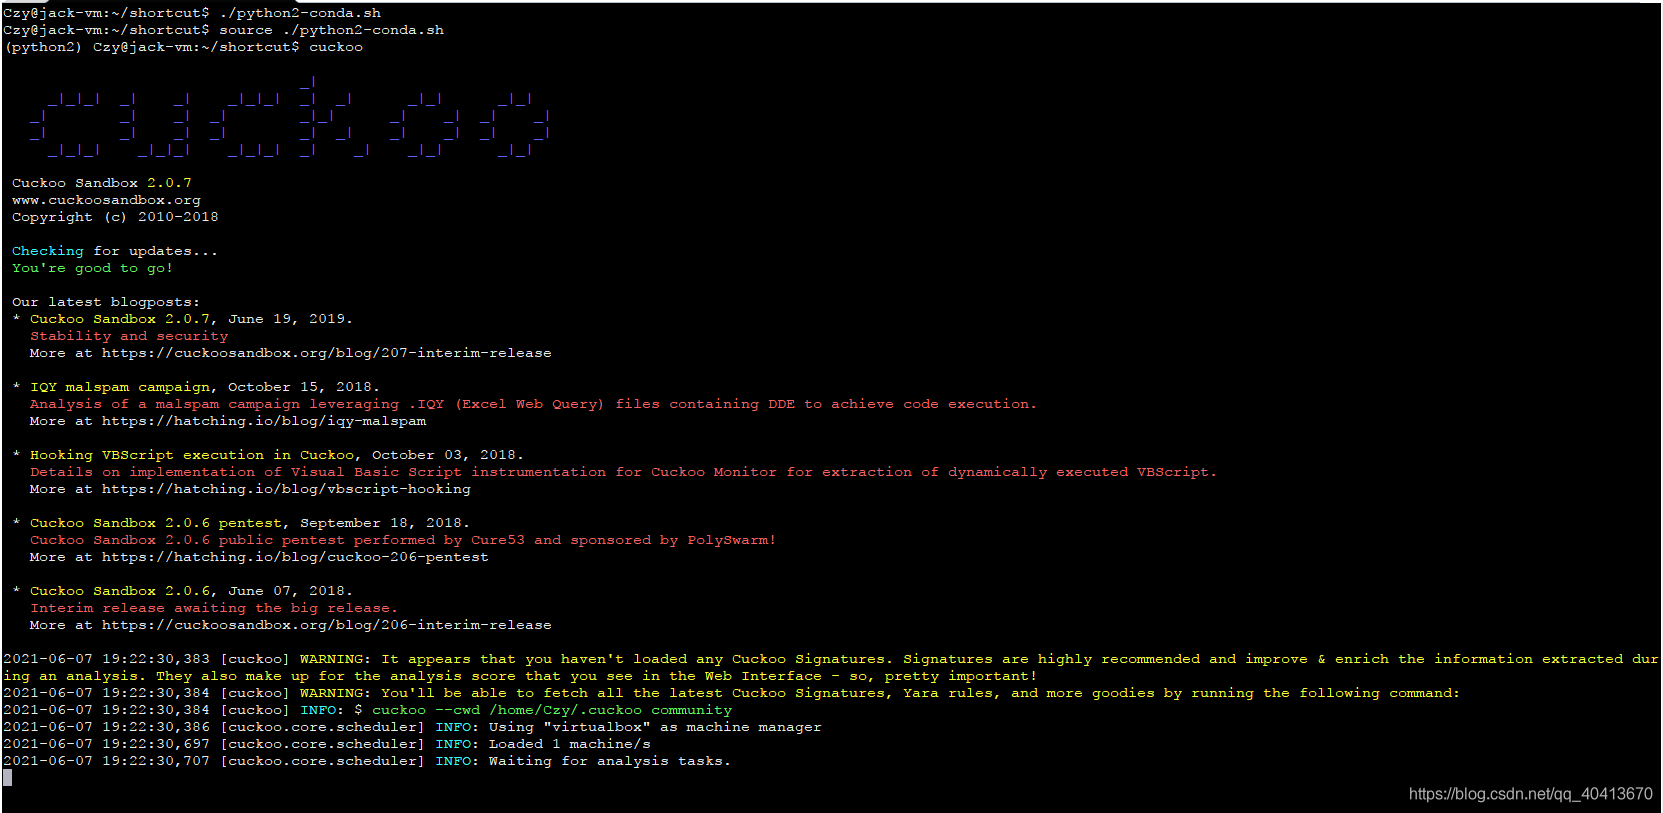 Czy@jack-vm:~/shortcut$ ./python2-conda.sh
Czy@jack-vm:~/shortcut$ source ./python2-conda.sh
(python2) Czy@jack-vm:~/shortcut$ cuckoo
cuckoo
Cuckoo Sandbox 2.0.7
www.cuckoosandbox.org
Copyright (c) 2010-2018
Checking for updates...
You're good to go!
Our latest blogposts:
* Cuckoo Sandbox 2.0.7, June 19, 2019.
Stability and security
More at https://cuckoosandbox.org/blog/207-interim-release
* IQY malspam campaign, October 15, 2018.
Analysis of a malspam campaign leveraging .IQY (Excel Web Query) files containing DDE to achieve code execution.
More at https://hatching.io/blog/iqy-malspam
* Hooking VBScript execution in Cuckoo, October 03, 2018.
Details on implementation of Visual Basic Script instrumentation for Cuckoo Monitor for extraction of dynamically executed VBScript.
More at https://hatching.io/blog/vbscript-hooking
* Cuckoo Sandbox 2.0.6 pentest, September 18, 2018.
Cuckoo Sandbox 2.0.6 public pentest performed by Cure53 and sponsored by PolySwarm!
More at https://hatching.io/blog/cuckoo-206-pentest
* Cuckoo Sandbox 2.0.6, June 07, 2018.
Interim release awaiting the big release.
More at https://cuckoosandbox.org/blog/206-interim-release
2021-06-07 19:22:30,383 [cuckoo] WARNING: It appears that you haven't loaded any Cuckoo Signatures. Signatures are highly recommended and improve & enrich the information extracted dur
ing an analysis. They also make up for the analysis score that you see in the Web Interface - so, pretty important!
2021-06-07 19:22:30,384 [cuckoo] WARNING: You'll be able to fetch all the latest Cuckoo Signatures, Yara rules, and more goodies by running the following command:
2021-06-07 19:22:30,384 [cuckoo] INFO: $ cuckoo --cwd /home/Czy/.cuckoo community
2021-06-07 19:22:30,386 [cuckoo.core.scheduler] INFO: Using "virtualbox" as machine manager
2021-06-07 19:22:30,697 [cuckoo.core.scheduler] INFO: Loaded 1 machine/s
2021-06-07 19:22:30,707 [cuckoo.core.scheduler] INFO: Waiting for analysis tasks.
https://blog.csdn.net/qq_40413670